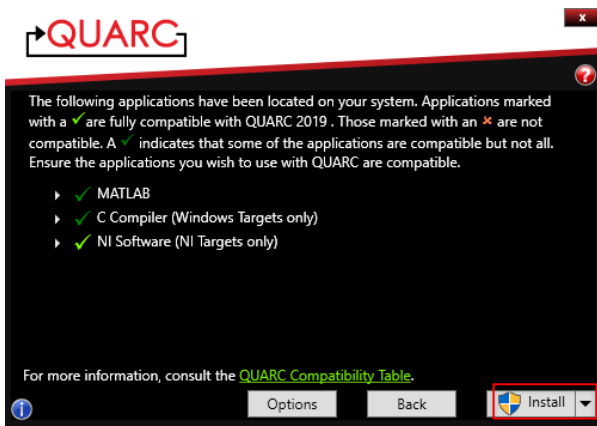 QUARC
x
?
The following applications have been located on your system. Applications marked
with a ✓are fully compatible with QUARC 2019 . Those marked with an × are not
compatible. A ✓ indicates that some of the applications are compatible but not all.
Ensure the applications you wish to use with QUARC are compatible.
✓ MATLAB
✓ C Compiler (Windows Targets only)
✓ NI Software (NI Targets only)
For more information, consult the QUARC Compatibility Table.
i Options Back Install